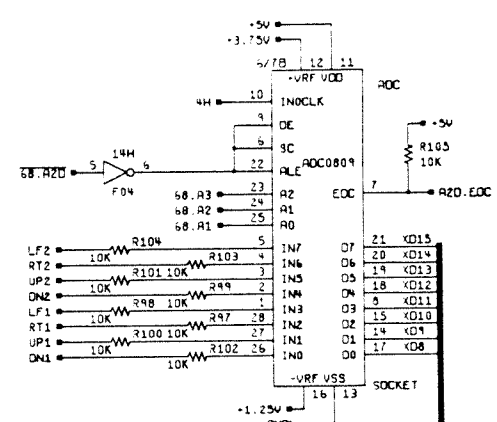 +5V
+3.75V
6/7B 12 11
+VRF VDD
ADC
4H 10 INOCLK
9 OE
+5V
14H
6 SC
R105
10K
68.A2D 5 6 22 ALE ADC0809
F04
EOC 7 A2D.EOC
68.A3 23 A2
68.A2 24 A1
68.A1 25 A0
LF2 10K R104 5 IN7 D7 21 XD15
RT2 10K R103 4 IN6 D6 20 XD14
UP2 10K R101 3 IN5 D5 19 XD13
DN2 10K R99 2 IN4 D4 18 XD12
LF1 10K R98 1 IN3 D3 8 XD11
RT1 10K R97 28 IN2 D2 15 XD10
UP1 10K R100 27 IN1 D1 14 XD9
DN1 10K R102 26 IN0 D0 17 XD8
-VRF VSS
SOCKET
16 13
+1.25V